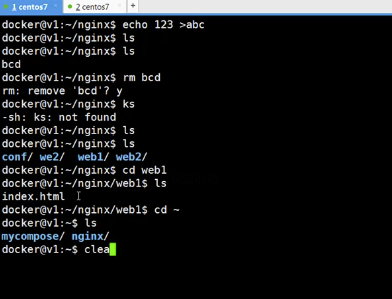 1 centos7 2 centos7
docker@v1:~/nginx$ echo 123 >abc
docker@v1:~/nginx$ ls
docker@v1:~/nginx$ ls
bcd
docker@v1:~/nginx$ rm bcd
rm: remove 'bcd'? y
docker@v1:~/nginx$ ks
-sh: ks: not found
docker@v1:~/nginx$ ls
docker@v1:~/nginx$ ls
conf/ we2/ web1/ web2/
docker@v1:~/nginx$ cd web1
docker@v1:~/nginx/web1$ ls
index.html
docker@v1:~/nginx/web1$ cd ~
docker@v1:~$ ls
mycompose/ nginx/
docker@v1:~$ clea